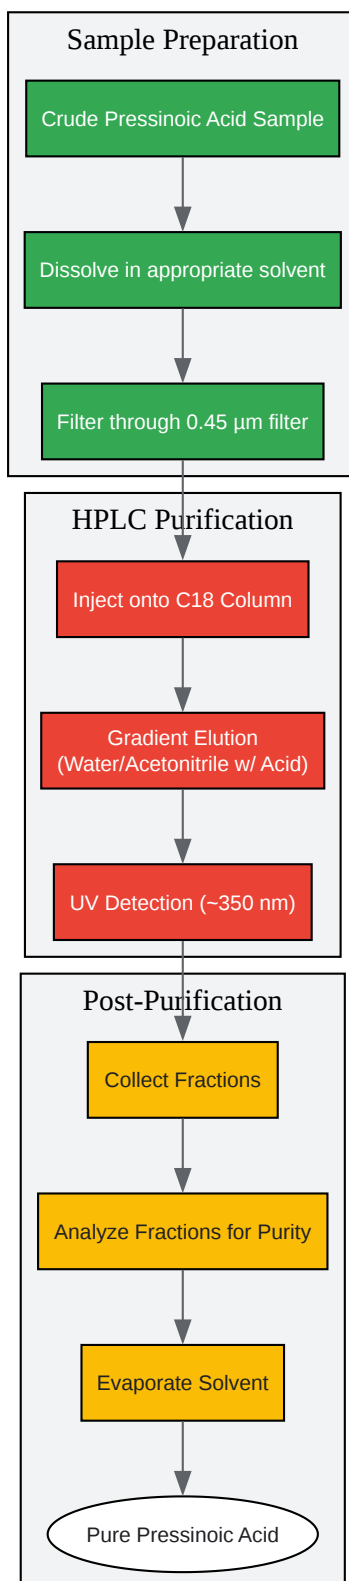 Sample Preparation
Crude Pressinoic Acid Sample
Dissolve in appropriate solvent
Filter through 0.45 µm filter
HPLC Purification
Inject onto C18 Column
Gradient Elution
(Water/Acetonitrile w/ Acid)
UV Detection (~350 nm)
Post-Purification
Collect Fractions
Analyze Fractions for Purity
Evaporate Solvent
Pure Pressinoic Acid